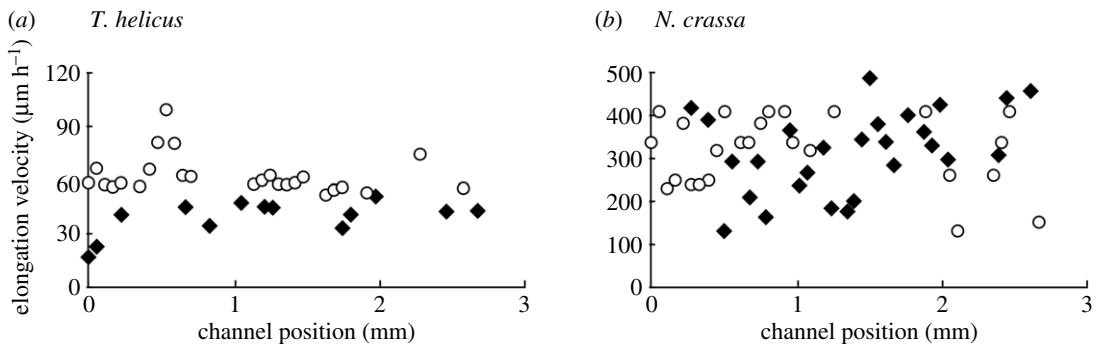 (a) T. helicus
elongation velocity (µm h⁻¹)
120
90
60
30
0
0 1 2 3
channel position (mm)
(b) N. crassa
500
400
300
200
100
0
0 1 2 3
channel position (mm)